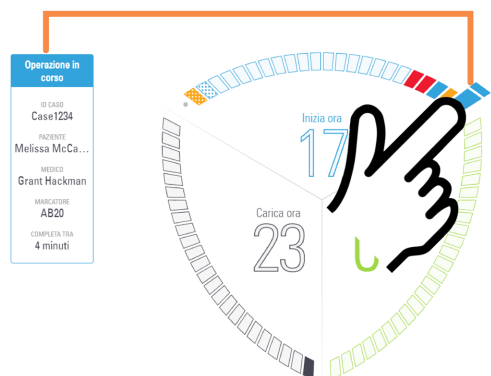 Operazione in
corso
ID CASO
Case1234
PAZIENTE
Melissa McCa...
MEDICO
Grant Hackman
MARCATORE
AB20
COMPLETA TRA
4 minuti
Inizia ora
17
Carica ora
23